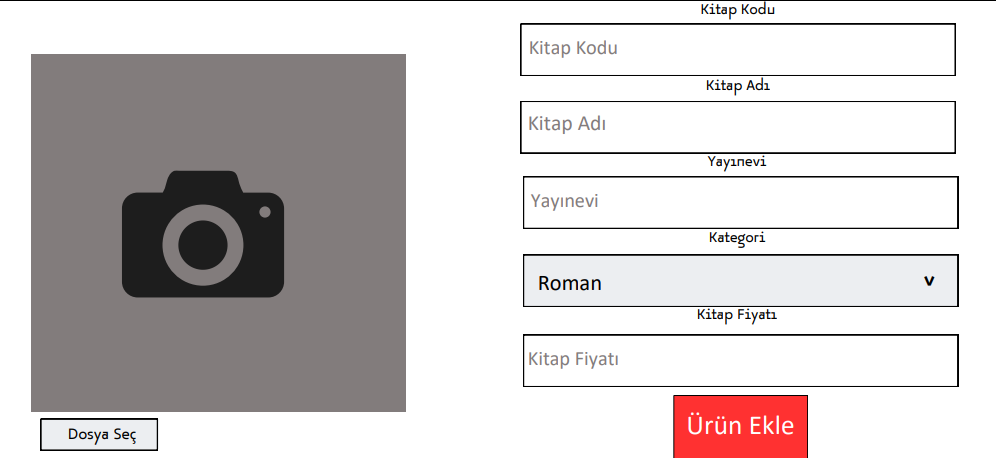 Kitap Kodu
Kitap Kodu
Kitap Adı
Kitap Adı
Yayınevi
Yayınevi
Kategori
Roman
Kitap Fiyatı
Kitap Fiyatı
Dosya Seç
Ürün Ekle